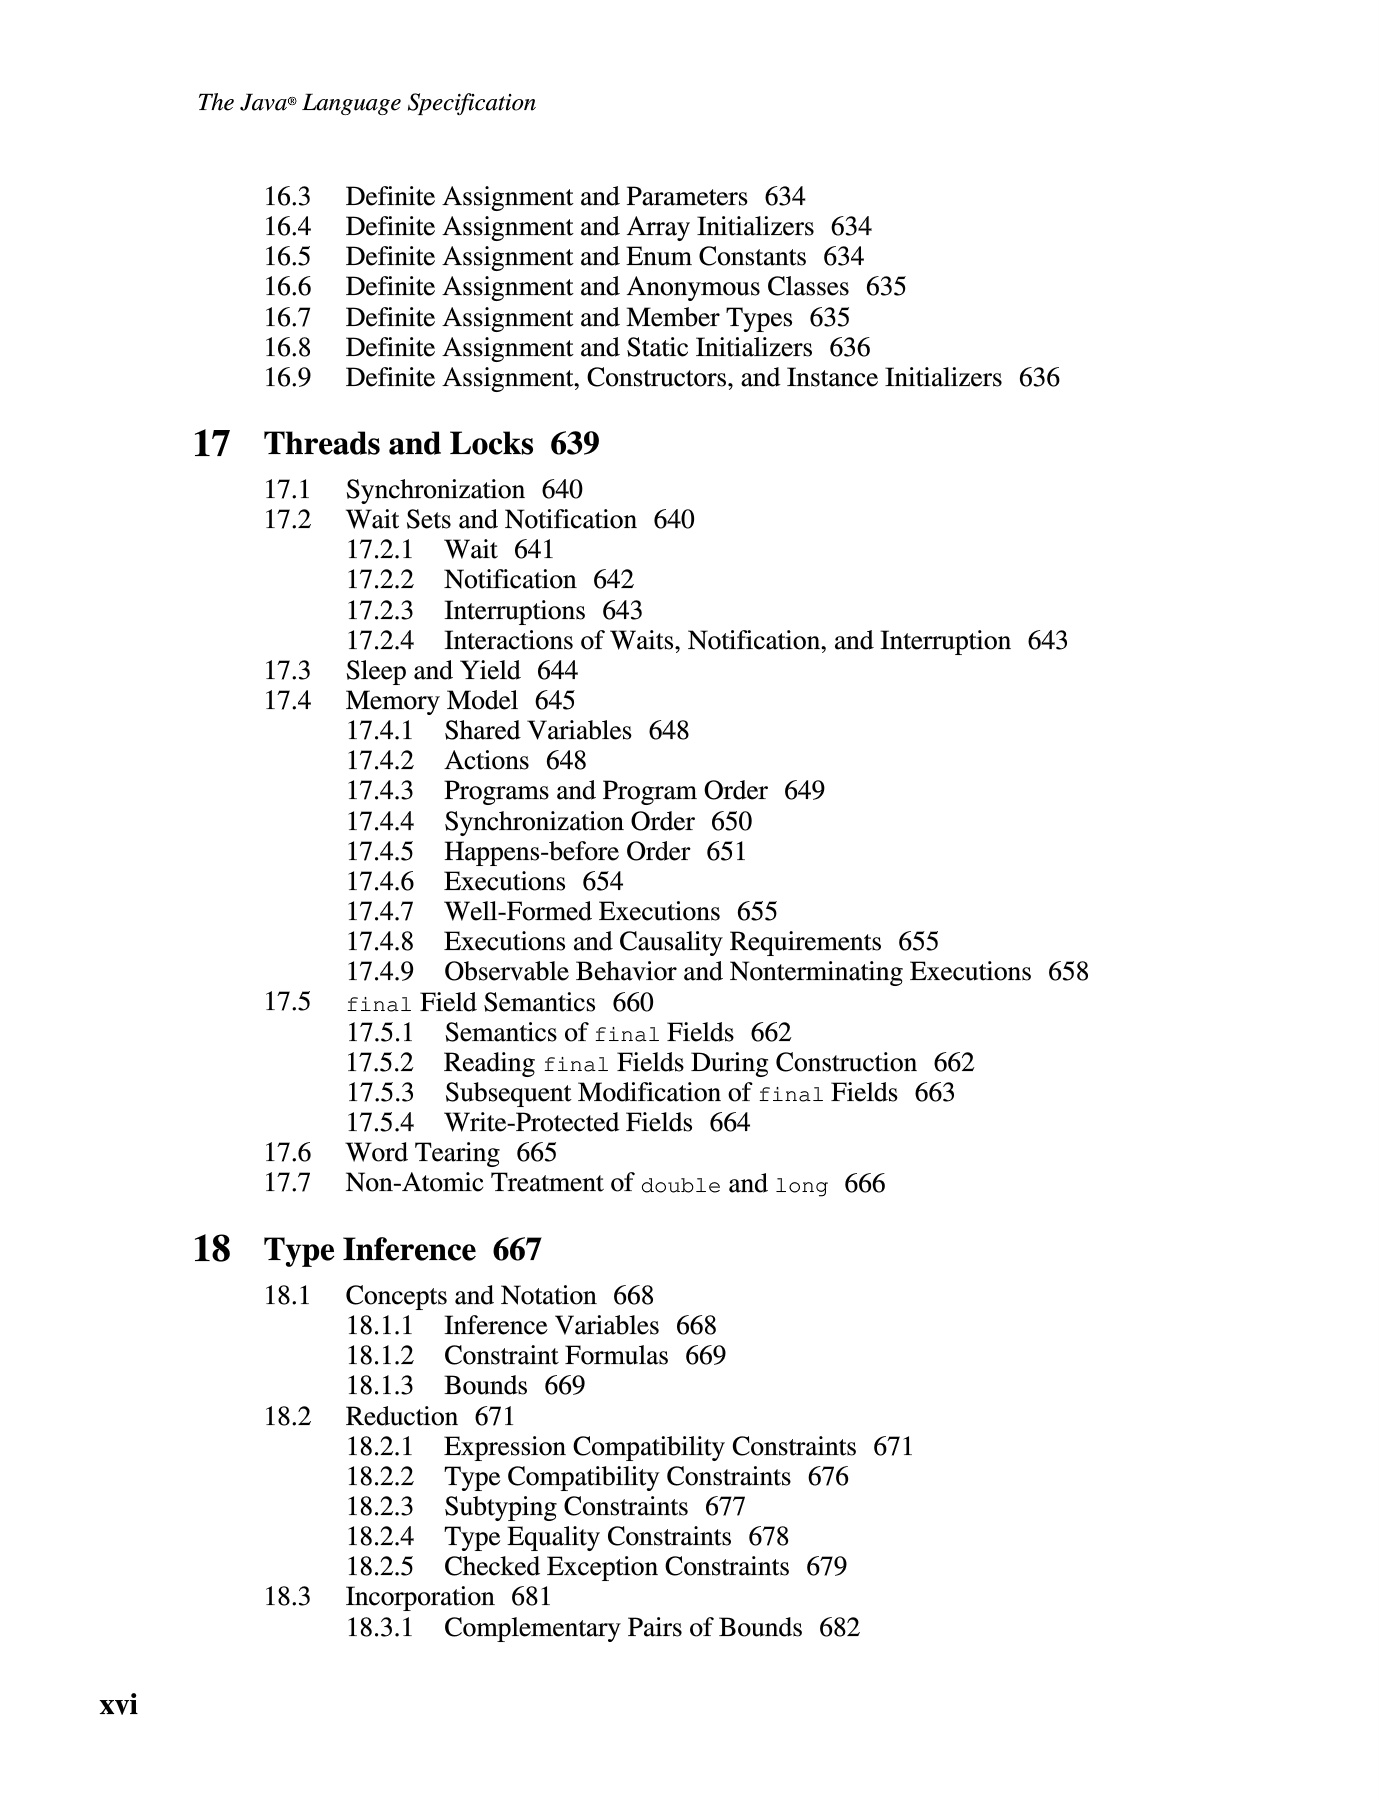 The Java® Language Specification
16.3 Definite Assignment and Parameters 634
16.4 Definite Assignment and Array Initializers 634
16.5 Definite Assignment and Enum Constants 634
16.6 Definite Assignment and Anonymous Classes 635
16.7 Definite Assignment and Member Types 635
16.8 Definite Assignment and Static Initializers 636
16.9 Definite Assignment, Constructors, and Instance Initializers 636
17 Threads and Locks 639
17.1 Synchronization 640
17.2 Wait Sets and Notification 640
17.2.1 Wait 641
17.2.2 Notification 642
17.2.3 Interruptions 643
17.2.4 Interactions of Waits, Notification, and Interruption 643
17.3 Sleep and Yield 644
17.4 Memory Model 645
17.4.1 Shared Variables 648
17.4.2 Actions 648
17.4.3 Programs and Program Order 649
17.4.4 Synchronization Order 650
17.4.5 Happens-before Order 651
17.4.6 Executions 654
17.4.7 Well-Formed Executions 655
17.4.8 Executions and Causality Requirements 655
17.4.9 Observable Behavior and Nonterminating Executions 658
17.5 final Field Semantics 660
17.5.1 Semantics of final Fields 662
17.5.2 Reading final Fields During Construction 662
17.5.3 Subsequent Modification of final Fields 663
17.5.4 Write-Protected Fields 664
17.6 Word Tearing 665
17.7 Non-Atomic Treatment of double and long 666
18 Type Inference 667
18.1 Concepts and Notation 668
18.1.1 Inference Variables 668
18.1.2 Constraint Formulas 669
18.1.3 Bounds 669
18.2 Reduction 671
18.2.1 Expression Compatibility Constraints 671
18.2.2 Type Compatibility Constraints 676
18.2.3 Subtyping Constraints 677
18.2.4 Type Equality Constraints 678
18.2.5 Checked Exception Constraints 679
18.3 Incorporation 681
18.3.1 Complementary Pairs of Bounds 682
xvi